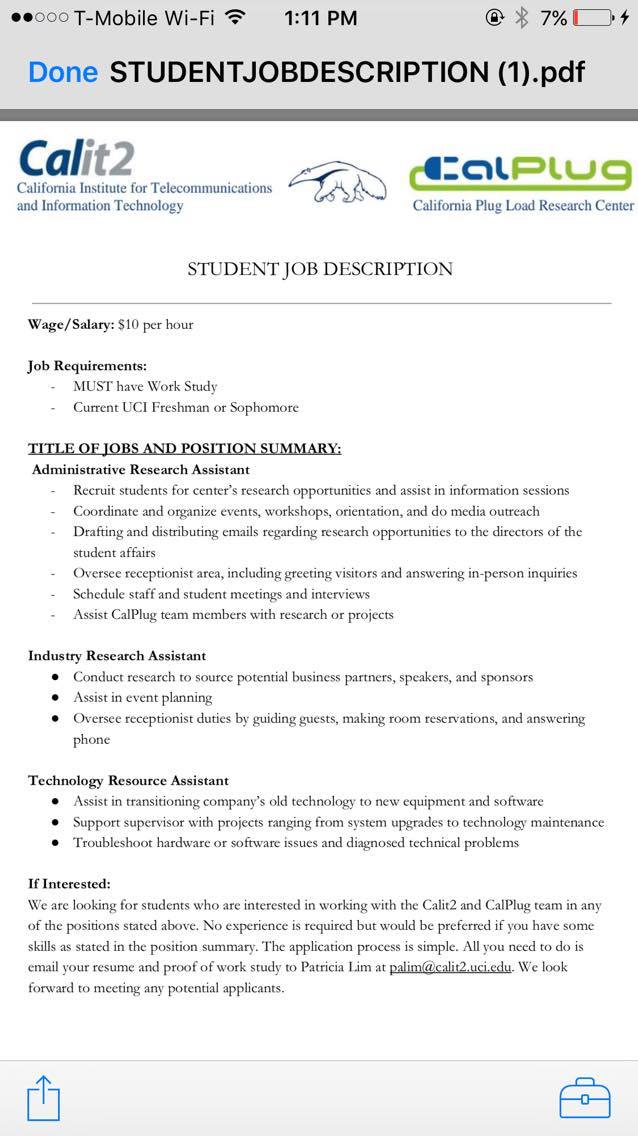 T-Mobile Wi-Fi 1:11 PM 7%
Done STUDENTJOBDESCRIPTION (1).pdf
Calit2
California Institute for Telecommunications
and Information Technology
CalPlug
California Plug Load Research Center
STUDENT JOB DESCRIPTION
Wage/Salary: $10 per hour
Job Requirements:
- MUST have Work Study
- Current UCI Freshman or Sophomore
TITLE OF JOBS AND POSITION SUMMARY:
Administrative Research Assistant
- Recruit students for center's research opportunities and assist in information sessions
- Coordinate and organize events, workshops, orientation, and do media outreach
- Drafting and distributing emails regarding research opportunities to the directors of the
student affairs
- Oversee receptionist area, including greeting visitors and answering in-person inquiries
- Schedule staff and student meetings and interviews
- Assist CalPlug team members with research or projects
Industry Research Assistant
● Conduct research to source potential business partners, speakers, and sponsors
● Assist in event planning
● Oversee receptionist duties by guiding guests, making room reservations, and answering
phone
Technology Resource Assistant
● Assist in transitioning company's old technology to new equipment and software
● Support supervisor with projects ranging from system upgrades to technology maintenance
● Troubleshoot hardware or software issues and diagnosed technical problems
If Interested:
We are looking for students who are interested in working with the Calit2 and CalPlug team in any
of the positions stated above. No experience is required but would be preferred if you have some
skills as stated in the position summary. The application process is simple. All you need to do is
email your resume and proof of work study to Patricia Lim at palim@calit2.uci.edu. We look
forward to meeting any potential applicants.